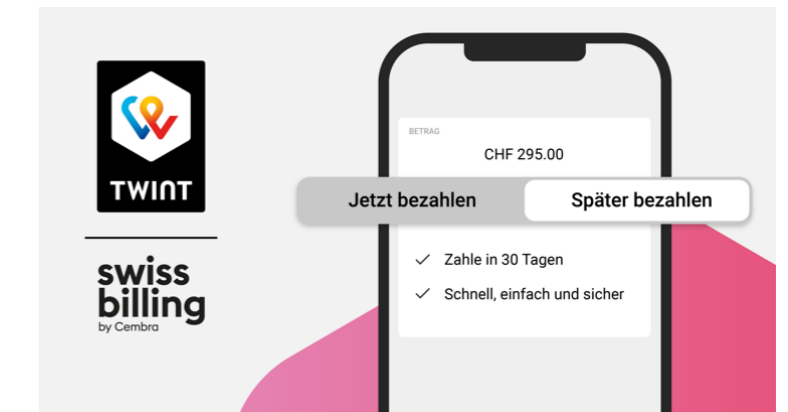 TWINT
swiss
billing
by Cembra
BETRAG
CHF 295.00
Jetzt bezahlen
Später bezahlen
Zahle in 30 Tagen
Schnell, einfach und sicher